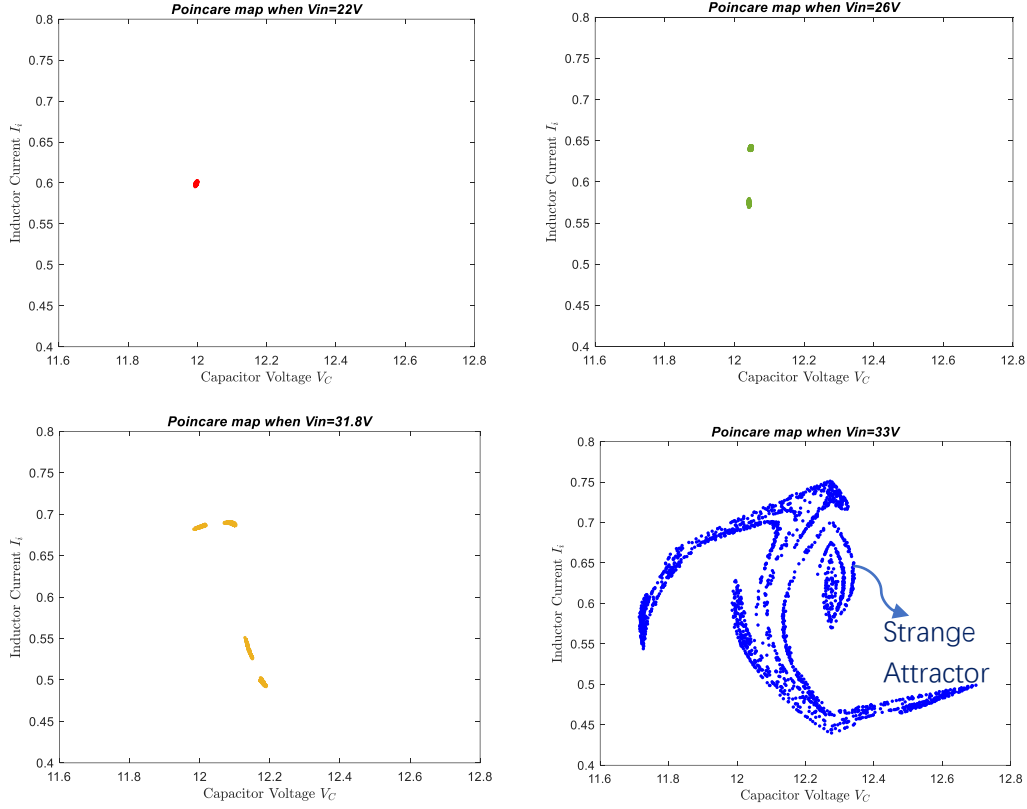 Poincare map when Vin=22V
0.8
0.75
0.7
0.65
0.6
0.55
0.5
0.45
0.4
11.6 11.8 12 12.2 12.4 12.6 12.8
Inductor Current I_i
Capacitor Voltage V_C
Poincare map when Vin=26V
0.8
0.75
0.7
0.65
0.6
0.55
0.5
0.45
0.4
11.6 11.8 12 12.2 12.4 12.6 12.8
Inductor Current I_i
Capacitor Voltage V_C
Poincare map when Vin=31.8V
0.8
0.75
0.7
0.65
0.6
0.55
0.5
0.45
0.4
11.6 11.8 12 12.2 12.4 12.6 12.8
Inductor Current I_i
Capacitor Voltage V_C
Poincare map when Vin=33V
0.8
0.75
0.7
0.65
0.6
0.55
0.5
0.45
0.4
11.6 11.8 12 12.2 12.4 12.6 12.8
Inductor Current I_i
Capacitor Voltage V_C
Strange
Attractor